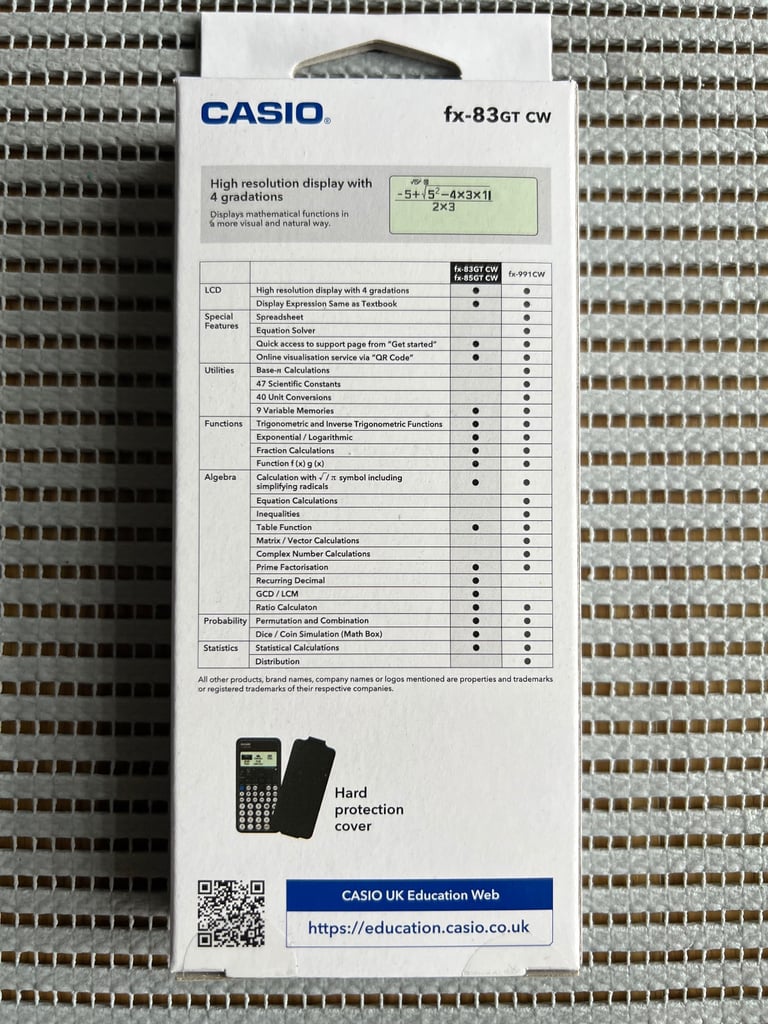 CASIO®
fx-83GT CW
High resolution display with
4 gradations
Displays mathematical functions in
a more visual and natural way.
-5+√5²-4×3×1
2×3
fx-83GT CW
fx-85GT CW
fx-991CW
LCD High resolution display with 4 gradations ● ●
Display Expression Same as Textbook ● ●
Special Features Spreadsheet ●
Equation Solver ●
Quick access to support page from "Get started" ● ●
Online visualisation service via "QR Code" ● ●
Utilities Base-n Calculations ●
47 Scientific Constants ●
40 Unit Conversions ●
9 Variable Memories ● ●
Functions Trigonometric and Inverse Trigonometric Functions ● ●
Exponential / Logarithmic ● ●
Fraction Calculations ● ●
Function f (x) g (x) ● ●
Algebra Calculation with √ / π symbol including
simplifying radicals ● ●
Equation Calculations ●
Inequalities ●
Table Function ● ●
Matrix / Vector Calculations ●
Complex Number Calculations ●
Prime Factorisation ● ●
Recurring Decimal ●
GCD / LCM ●
Ratio Calculaton ● ●
Probability Permutation and Combination ● ●
Dice / Coin Simulation (Math Box) ● ●
Statistics Statistical Calculations ● ●
Distribution ●
All other products, brand names, company names or logos mentioned are properties and trademarks
or registered trademarks of their respective companies.
Hard
protection
cover
CASIO UK Education Web
https://education.casio.co.uk